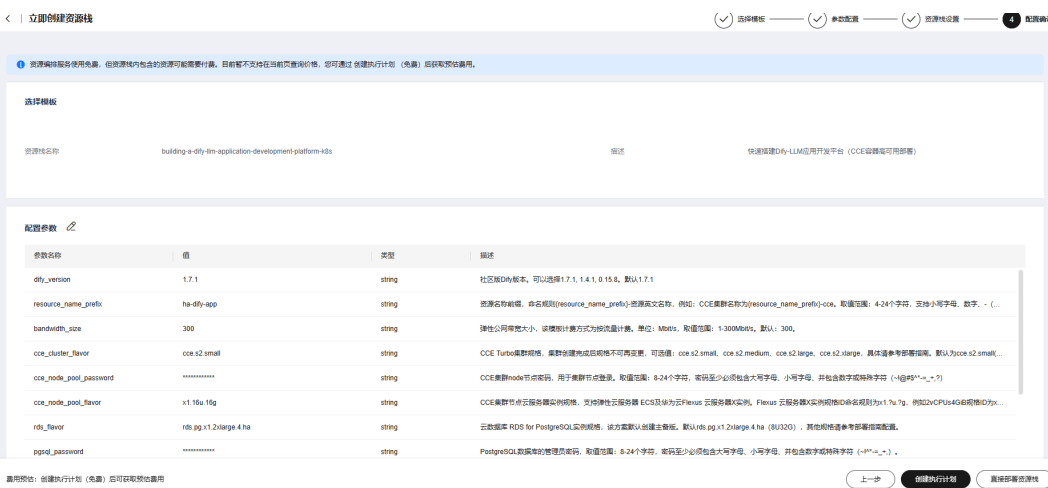 立即创建资源栈
选择模板
参数配置
资源栈设置
4 配置确认
资源编排服务使用免费，但资源栈内包含的资源可能需要付费。目前暂不支持在当前页查询价格，您可通过 创建执行计划 （免费）后获取预估费用。
选择模板
资源栈名称 building-a-dify-llm-application-development-platform-k8s 描述 快速搭建Dify-LLM应用开发平台（CCE容器高可用部署）
配置参数
参数名称 值 类型 描述
dify_version 1.7.1 string 社区版Dify版本。可以选择1.7.1, 1.4.1, 0.15.8。默认1.7.1
resource_name_prefix ha-dify-app string 资源名称前缀，命名规则{resource_name_prefix}-资源英文名称，例如：CCE集群名称为{resource_name_prefix}-cce。取值范围：4-24个字符，支持小写字母、数字、-（...
bandwidth_size 300 string 弹性公网带宽大小，该模板计费方式为按流量计费。单位：Mbit/s，取值范围：1-300Mbit/s。默认：300。
cce_cluster_flavor cce.s2.small string CCE Turbo集群规格，集群创建完成后规格不可再变更，可选值：cce.s2.small、cce.s2.medium、cce.s2.large、cce.s2.xlarge，具体请参考部署指南。默认为cce.s2.small(...
cce_node_pool_password ************ string CCE集群node节点密码，用于集群节点登录。取值范围：8-24个字符，密码至少必须包含大写字母、小写字母、并包含数字或特殊字符（~!@#$^*-=_+,?）
cce_node_pool_flavor x1.16u.16g string CCE集群节点云服务器实例规格，支持弹性云服务器 ECS及华为云Flexus 云服务器X实例。Flexus 云服务器X实例规格ID命名规则为x1.?u.?g，例如2vCPUs4GiB规格ID为x...
rds_flavor rds.pg.x1.2xlarge.4.ha string 云数据库 RDS for PostgreSQL实例规格，该方案默认创建主备版。默认rds.pg.x1.2xlarge.4.ha（8U32G），其他规格请参考部署指南配置。
pgsql_password ************ string PostgreSQL数据库的管理员密码，取值范围：8-24个字符，密码至少必须包含大写字母、小写字母、并包含数字或特殊字符（~!^*-=_+,）。
费用预估：创建执行计划（免费）后可获取预估费用
上一步
创建执行计划
直接部署资源栈